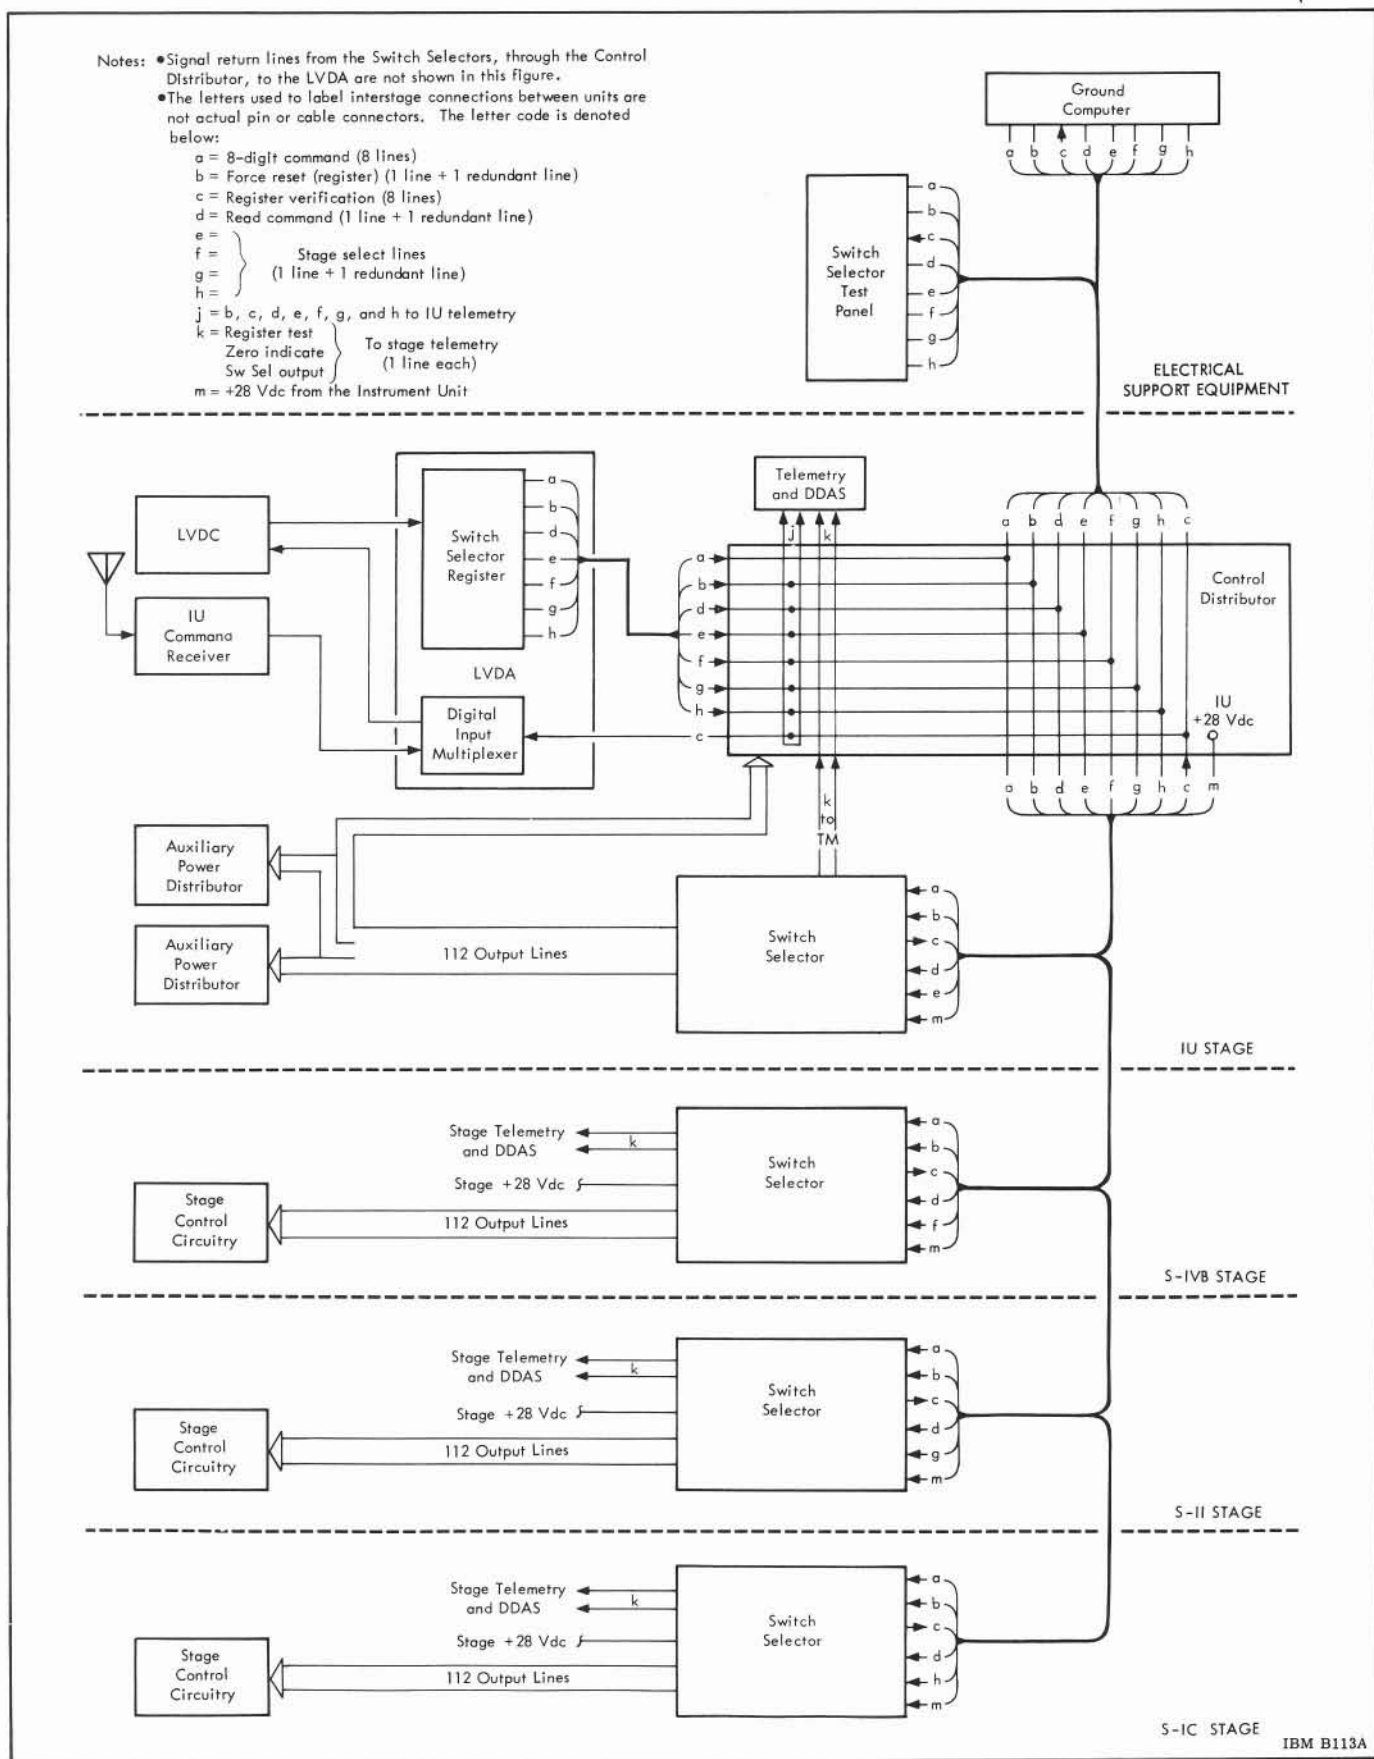 Notes: •Signal return lines from the Switch Selectors, through the Control
Distributor, to the LVDA are not shown in this figure.
•The letters used to label interstage connections between units are
not actual pin or cable connectors. The letter code is denoted
below:
a = 8-digit command (8 lines)
b = Force reset (register) (1 line + 1 redundant line)
c = Register verification (8 lines)
d = Read command (1 line + 1 redundant line)
e =
f = Stage select lines
g = (1 line + 1 redundant line)
h =
j = b, c, d, e, f, g, and h to IU telemetry
k = Register test
Zero indicate To stage telemetry
Sw Sel output (1 line each)
m = +28 Vdc from the Instrument Unit
Ground
Computer
a b c d e f g h
Switch
Selector
Test
Panel
a
b
c
d
e
f
g
h
ELECTRICAL
SUPPORT EQUIPMENT
LVDC
IU
Command
Receiver
Switch
Selector
Register
a
b
d
e
f
g
h
LVDA
Digital
Input
Multiplexer
Telemetry
and DDAS
j k
a
b
d
e
f
g
h
c
a b d e f g h c
Control
Distributor
IU
+28 Vdc
a b d e f g h c m
k
to
TM
Auxiliary
Power
Distributor
Auxiliary
Power
Distributor
112 Output Lines
Switch
Selector
a
b
c
d
e
m
IU STAGE
Stage Telemetry
and DDAS
k
Stage +28 Vdc
112 Output Lines
Stage
Control
Circuitry
Switch
Selector
a
b
c
d
f
m
S-IVB STAGE
Stage Telemetry
and DDAS
k
Stage +28 Vdc
112 Output Lines
Stage
Control
Circuitry
Switch
Selector
a
b
c
d
g
m
S-II STAGE
Stage Telemetry
and DDAS
k
Stage +28 Vdc
112 Output Lines
Stage
Control
Circuitry
Switch
Selector
a
b
c
d
h
m
S-IC STAGE
IBM B113A